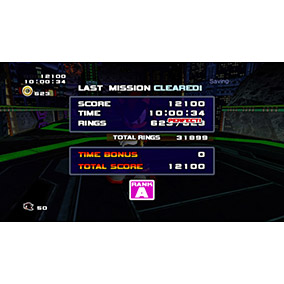 12100
10:00:34
623
Saving
LAST MISSION CLEARED!
SCORE 12100
TIME 10:00:34
RINGS
PERFECT!
TOTAL RINGS 31899
TIME BONUS 0
TOTAL SCORE 12100
RANK
A
50